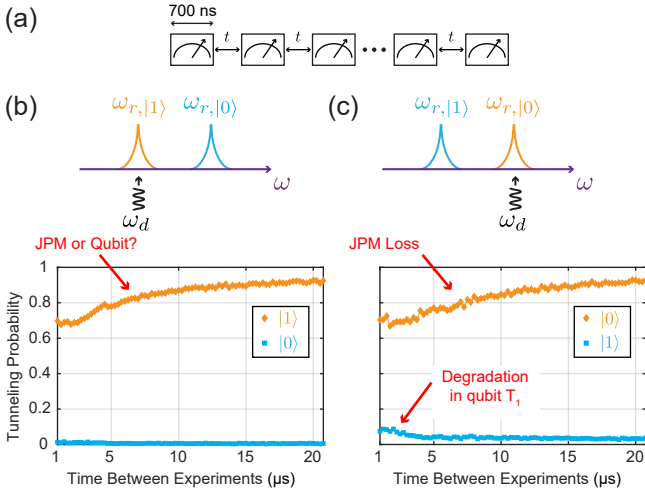 (a)
700 ns
t
t
t
(b)
ω_{r,|1⟩} ω_{r,|0⟩}
ω
ω_d
(c)
ω_{r,|1⟩} ω_{r,|0⟩}
ω
ω_d
JPM or Qubit?
Tunneling Probability
1
0.8
0.6
0.4
0.2
0
|1⟩
|0⟩
1 5 10 15 20
Time Between Experiments (μs)
JPM Loss
|0⟩
|1⟩
Degradation
in qubit T₁
1 5 10 15 20
Time Between Experiments (μs)